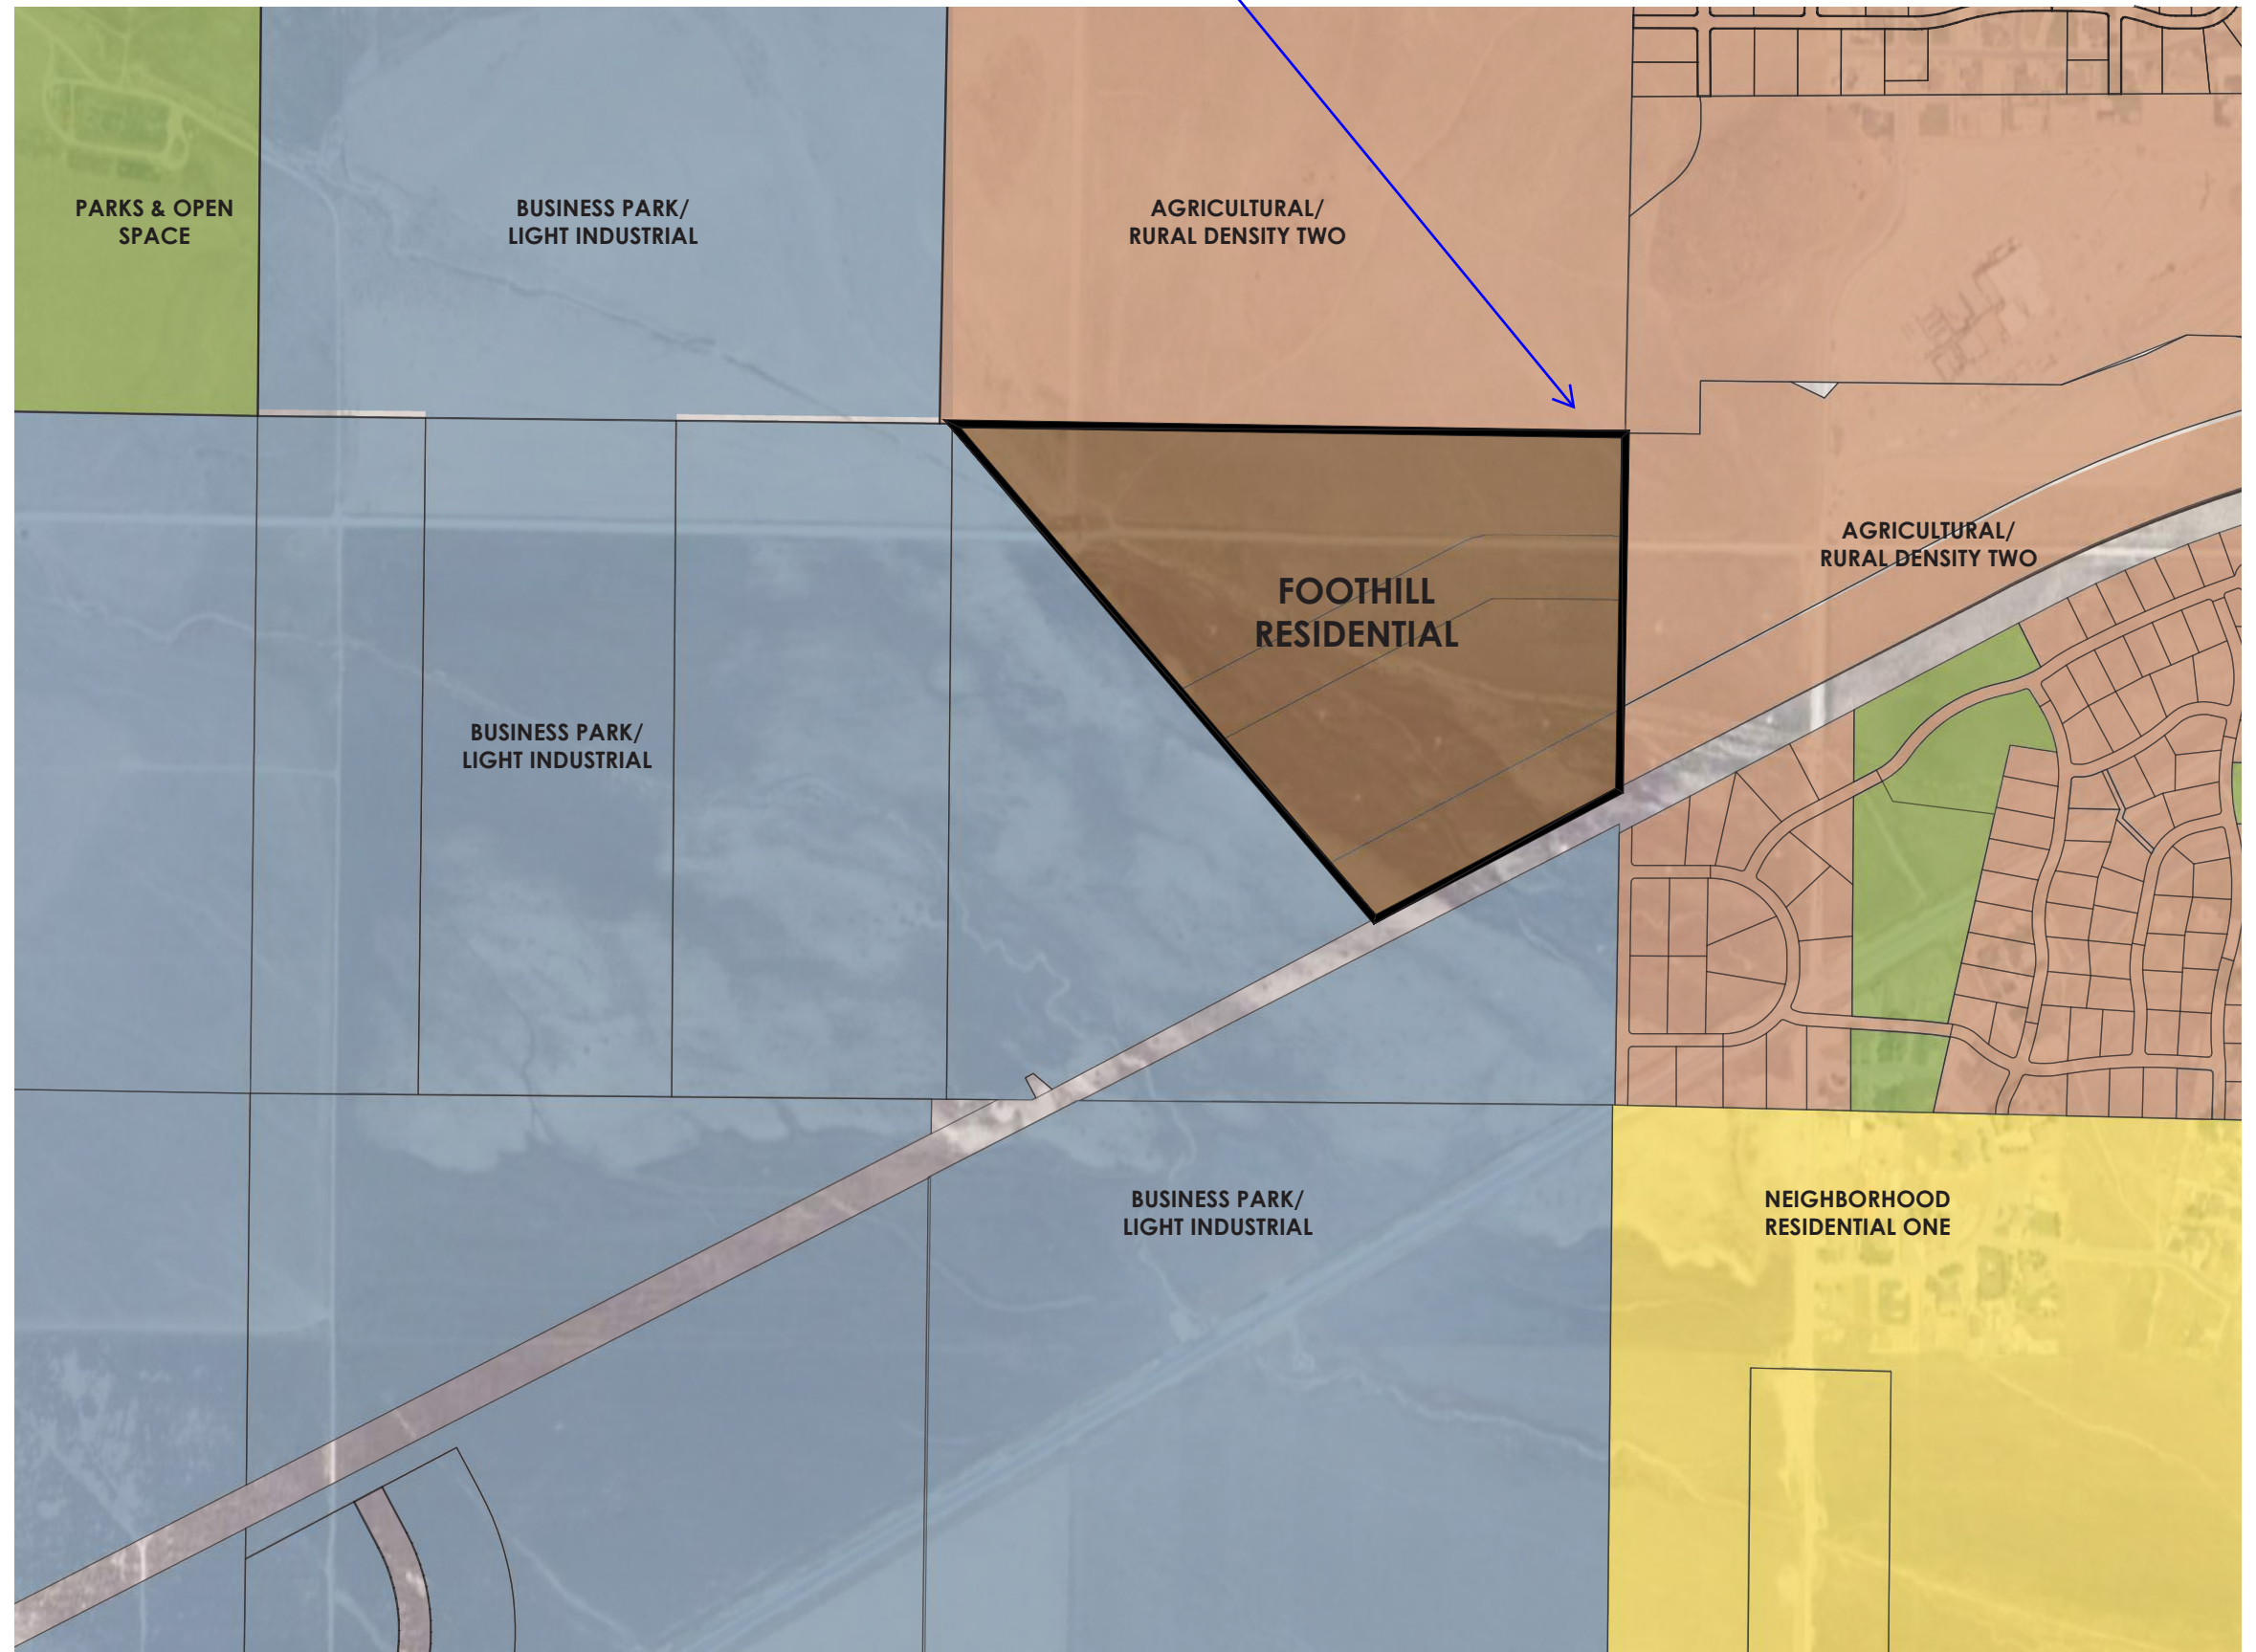 PARKS & OPEN
SPACE
BUSINESS PARK/
LIGHT INDUSTRIAL
AGRICULTURAL/
RURAL DENSITY TWO
AGRICULTURAL/
RURAL DENSITY TWO
FOOTHILL
RESIDENTIAL
BUSINESS PARK/
LIGHT INDUSTRIAL
BUSINESS PARK/
LIGHT INDUSTRIAL
NEIGHBORHOOD
RESIDENTIAL ONE